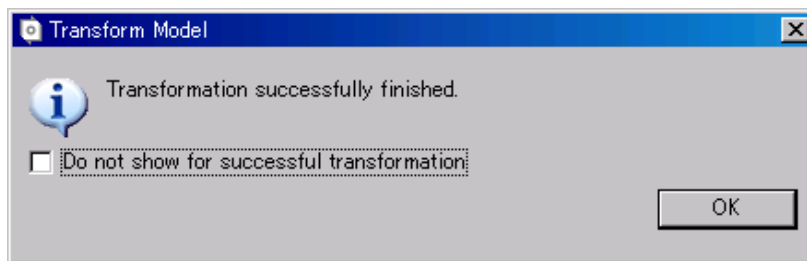 Transform Model
Transformation successfully finished.
Do not show for successful transformation
OK